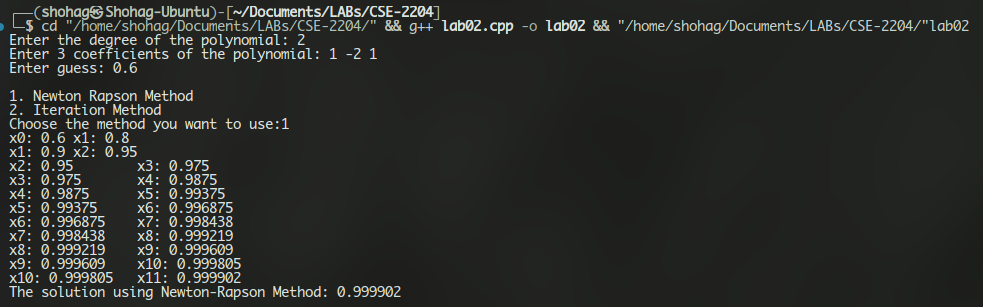 ┌──(shohag㉿Shohag-Ubuntu)-[~/Documents/LABs/CSE-2204]
└─$ cd "/home/shohag/Documents/LABs/CSE-2204/" && g++ lab02.cpp -o lab02 && "/home/shohag/Documents/LABs/CSE-2204/"lab02
Enter the degree of the polynomial: 2
Enter 3 coefficients of the polynomial: 1 -2 1
Enter guess: 0.6
1. Newton Rapson Method
2. Iteration Method
Choose the method you want to use:1
x0: 0.6 x1: 0.8
x1: 0.9 x2: 0.95
x2: 0.95 x3: 0.975
x3: 0.975 x4: 0.9875
x4: 0.9875 x5: 0.99375
x5: 0.99375 x6: 0.996875
x6: 0.996875 x7: 0.998438
x7: 0.998438 x8: 0.999219
x8: 0.999219 x9: 0.999609
x9: 0.999609 x10: 0.999805
x10: 0.999805 x11: 0.999902
The solution using Newton-Rapson Method: 0.999902